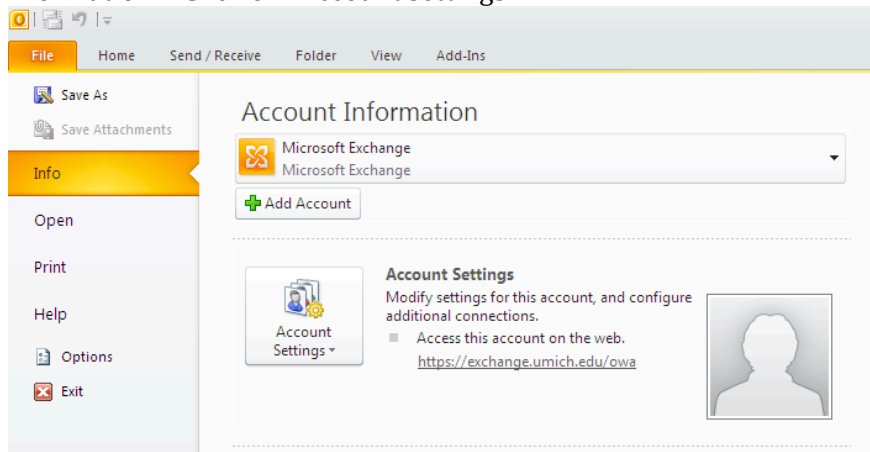 File Home Send / Receive Folder View Add-Ins
Save As
Save Attachments
Info
Open
Print
Help
Options
Exit
Account Information
Microsoft Exchange
Microsoft Exchange
Add Account
Account Settings
Account Settings
Modify settings for this account, and configure
additional connections.
Access this account on the web.
https://exchange.umich.edu/owa